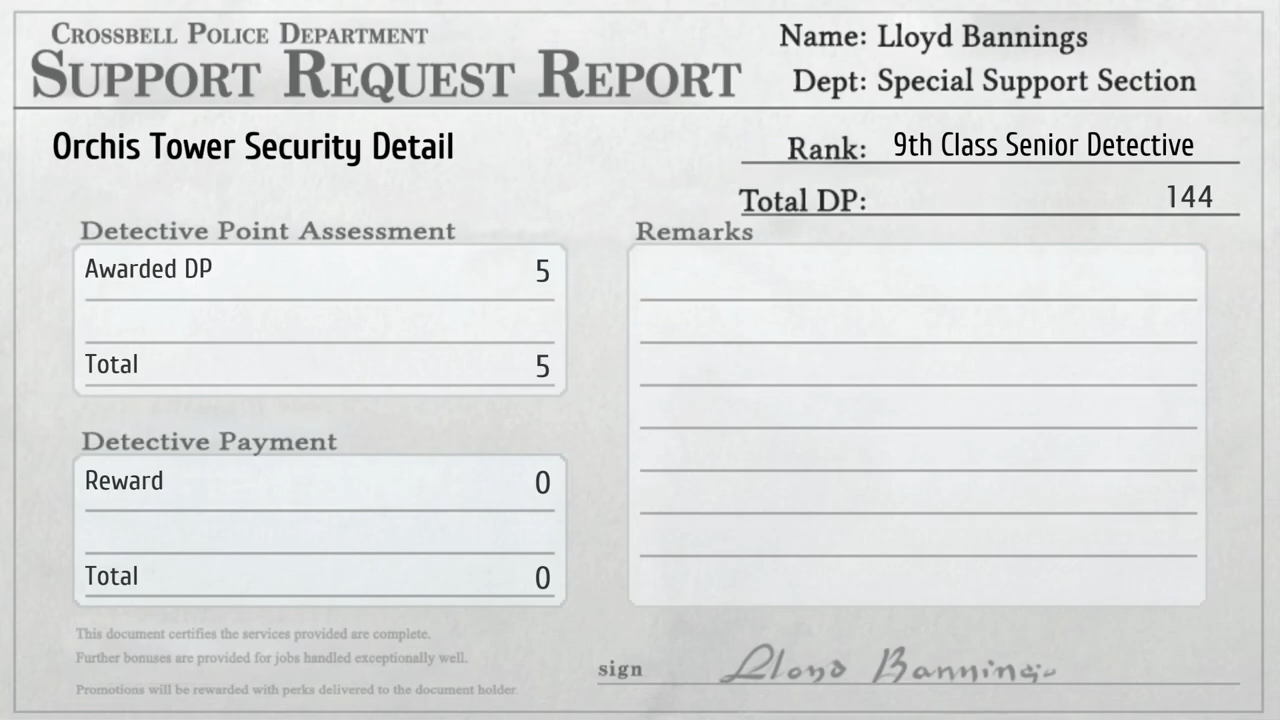 CROSSBELL POLICE DEPARTMENT
SUPPORT REQUEST REPORT
Name: Lloyd Bannings
Dept: Special Support Section
Orchis Tower Security Detail
Rank: 9th Class Senior Detective
Total DP: 144
Detective Point Assessment
Awarded DP 5
Total 5
Remarks
Detective Payment
Reward 0
Total 0
This document certifies the services provided are complete.
Further bonuses are provided for jobs handled exceptionally well.
Promotions will be rewarded with perks delivered to the document holder.
sign Lloyd Bannings